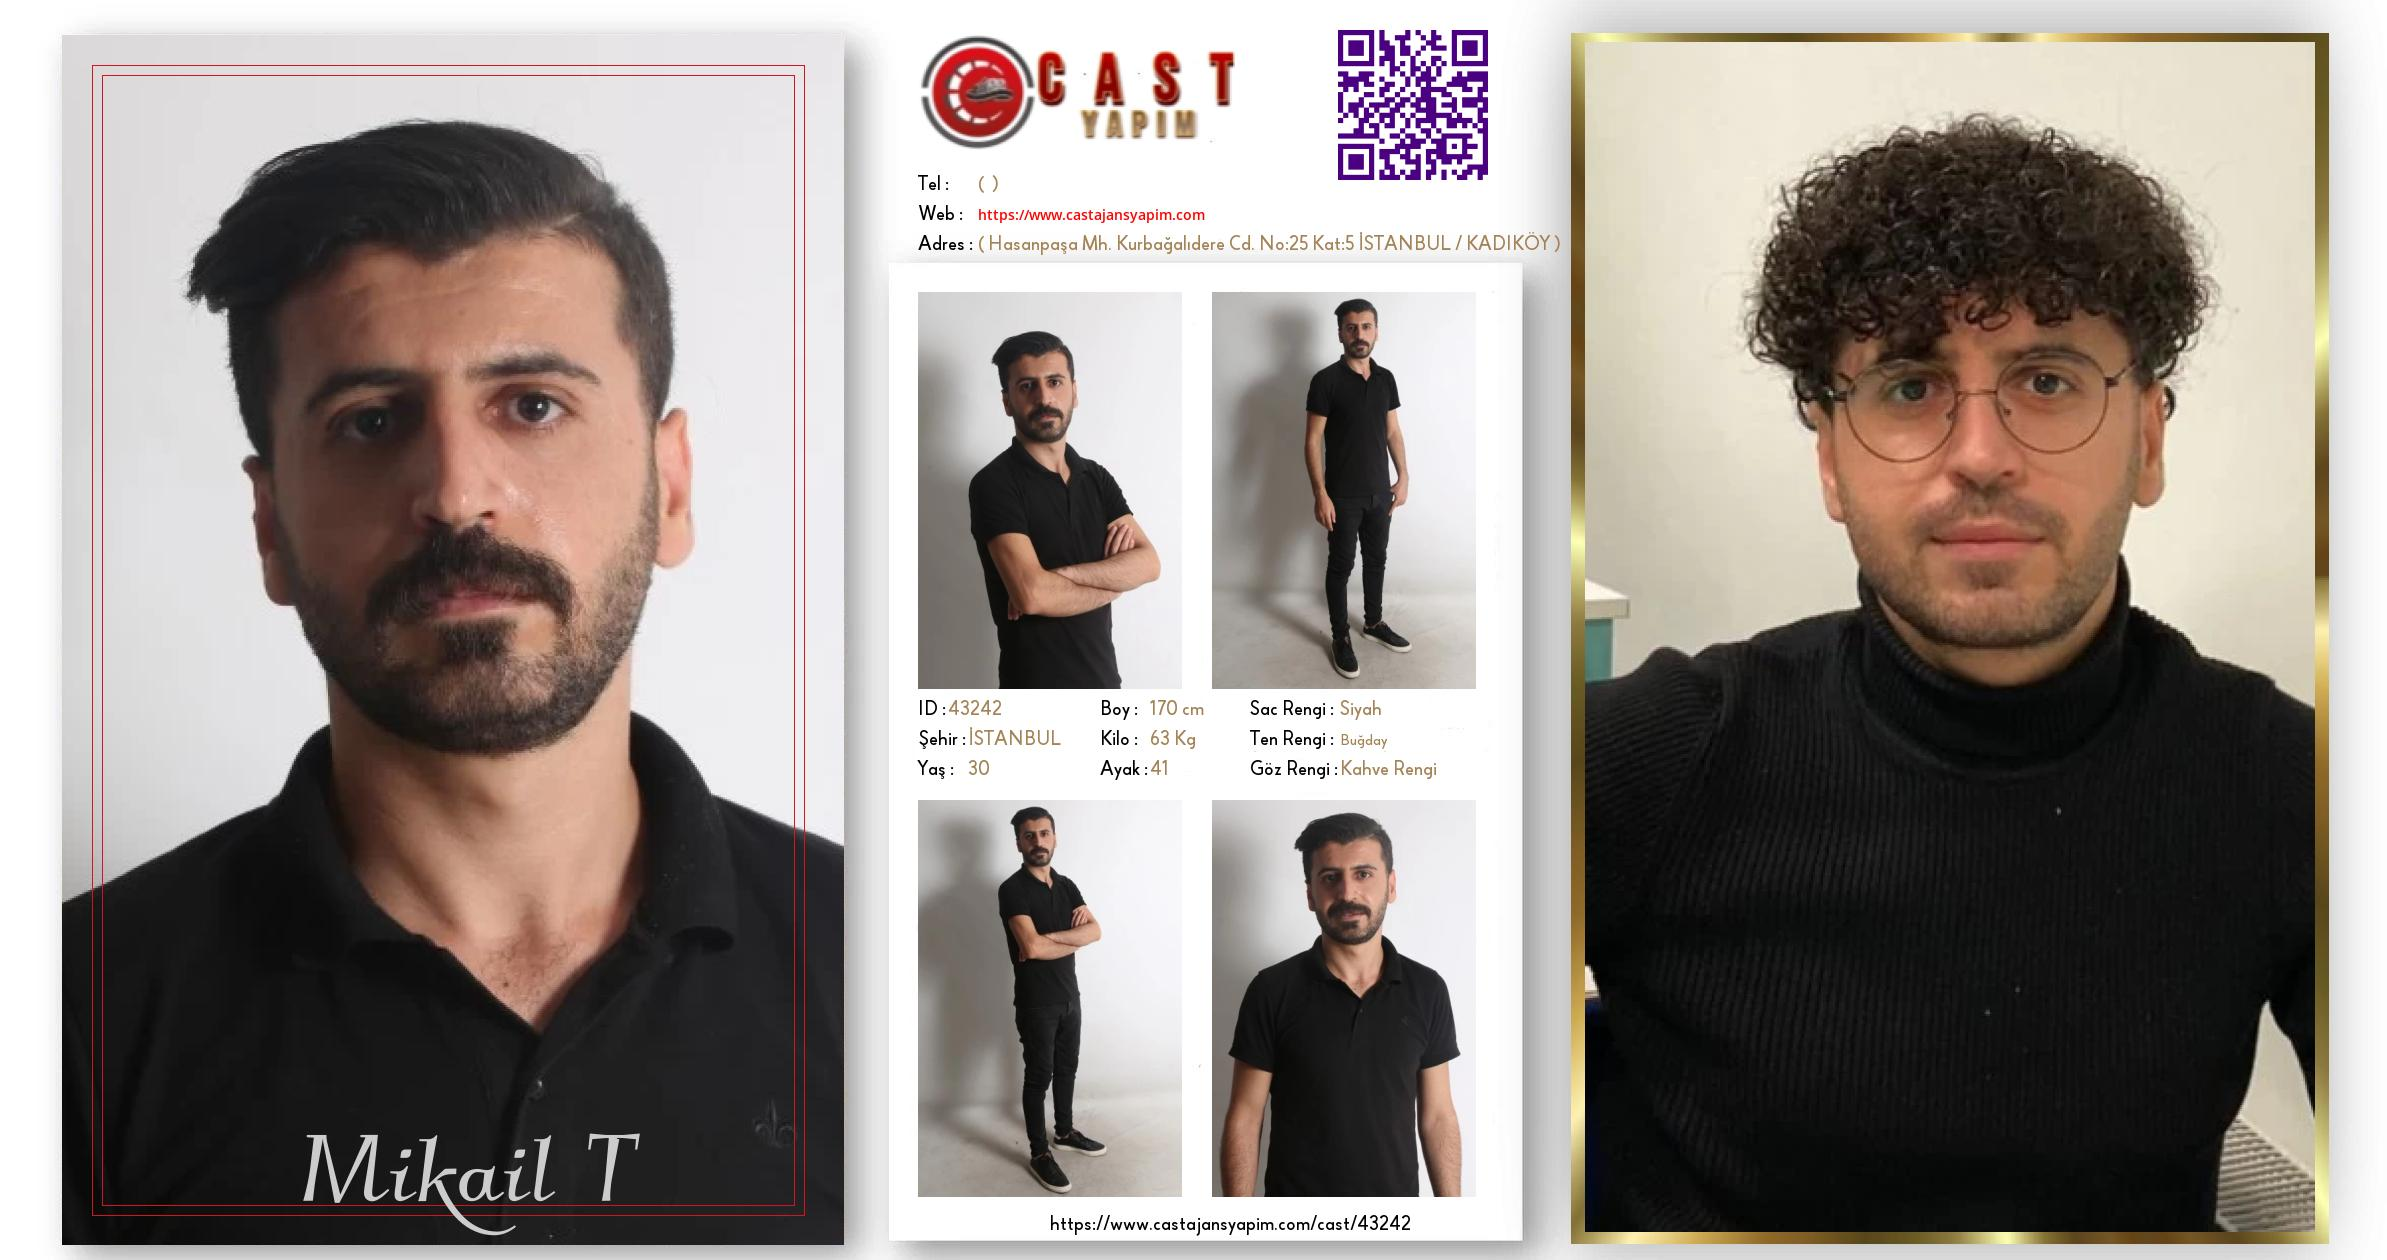 Mikail T
CAST
YAPIM
Tel : ( )
Web : https://www.castajansyapim.com
Adres : ( Hasanpaşa Mh. Kurbağalıdere Cd. No:25 Kat:5 İSTANBUL / KADIKÖY )
ID : 43242 Boy : 170 cm Sac Rengi : Siyah
Şehir : İSTANBUL Kilo : 63 Kg Ten Rengi : Buğday
Yaş : 30 Ayak : 41 Göz Rengi : Kahve Rengi
https://www.castajansyapim.com/cast/43242